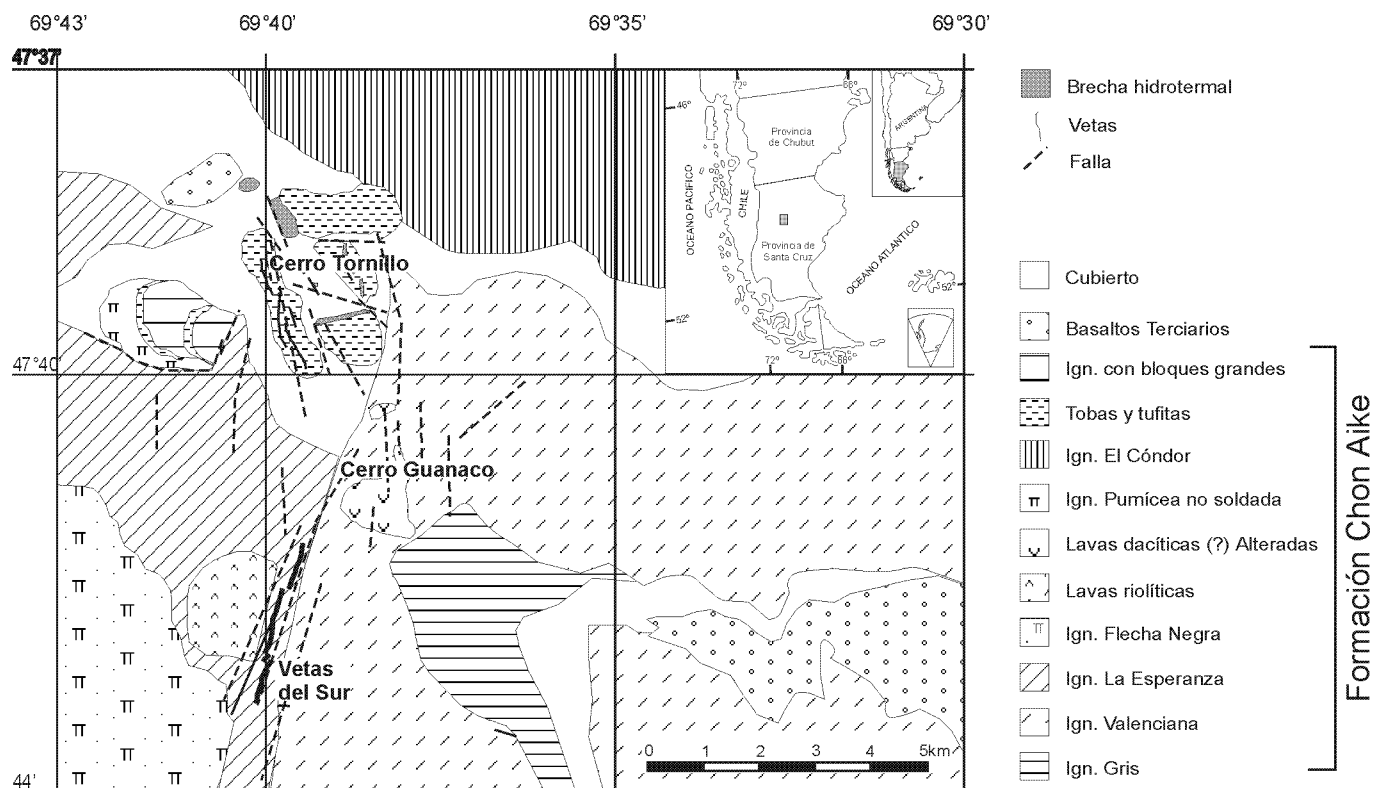 69°43' 69°40' 69°35' 69°30'
47°37'
47°40'
44'
Cerro Tornillo
Cerro Guanaco
Vetas
del Sur
0 1 2 3 4 5km
72° 68°
46°
Provincia
de Chubut
ARGENTINA
OCEANO PACIFICO
CHILE
Provincia de
Santa Cruz
OCEANO ATLANTICO
52°
52°
72° 68°
Brecha hidrotermal
Vetas
Falla
Cubierto
Basaltos Terciarios
Ign. con bloques grandes
Tobas y tufitas
Ign. El Cóndor
Ign. Pumícea no soldada
Lavas dacíticas (?) Alteradas
Lavas riolíticas
Ign. Flecha Negra
Ign. La Esperanza
Ign. Valenciana
Ign. Gris
Formación Chon Aike